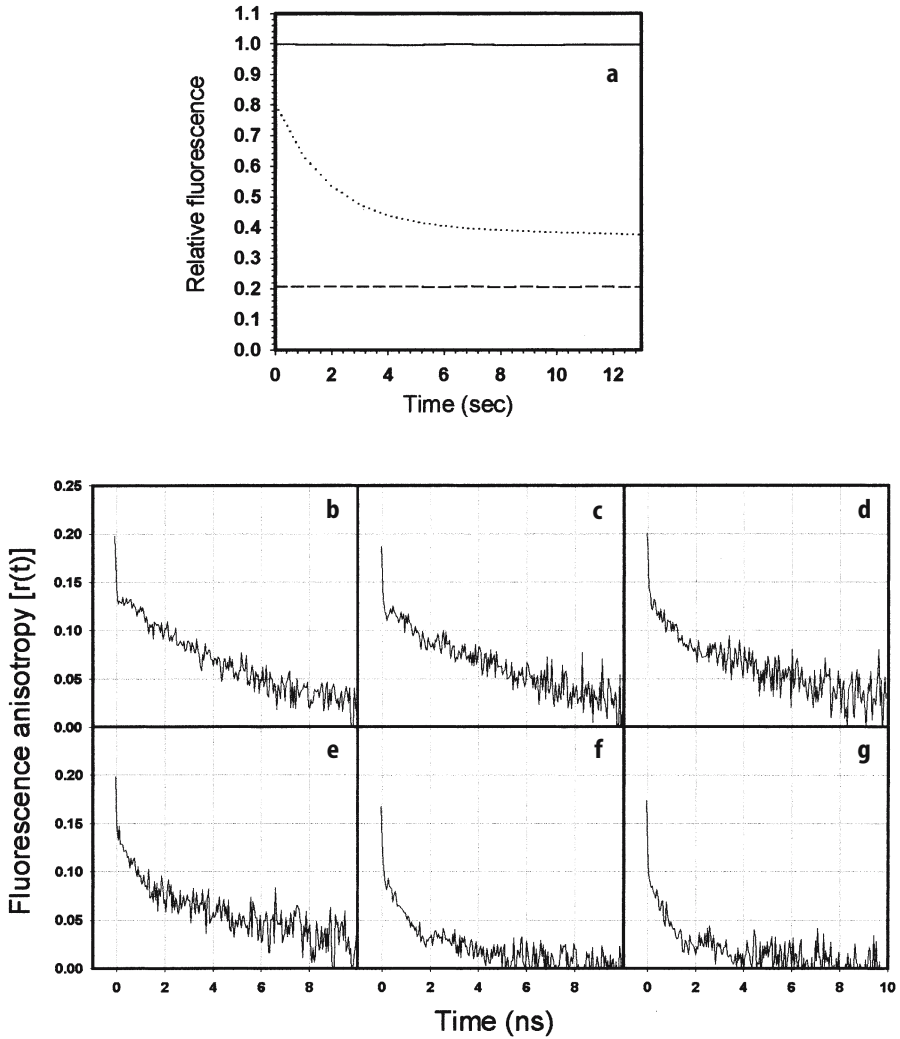 1.1
1.0
0.9
0.8
0.7
0.6
0.5
0.4
0.3
0.2
0.1
0.0
Relative fluorescence
a
0 2 4 6 8 10 12
Time (sec)
Fluorescence anisotropy [r(t)]
0.25
0.20
0.15
0.10
0.05
0.00
b c d
0.20
0.15
0.10
0.05
0.00
e f g
0 2 4 6 8 0 2 4 6 8 0 2 4 6 8 10
Time (ns)